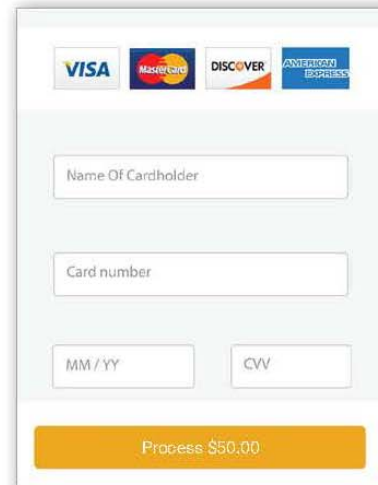 VISA MasterCard DISCOVER AMERICAN EXPRESS
Name Of Cardholder
Card number
MM / YY CVV
Process $50.00